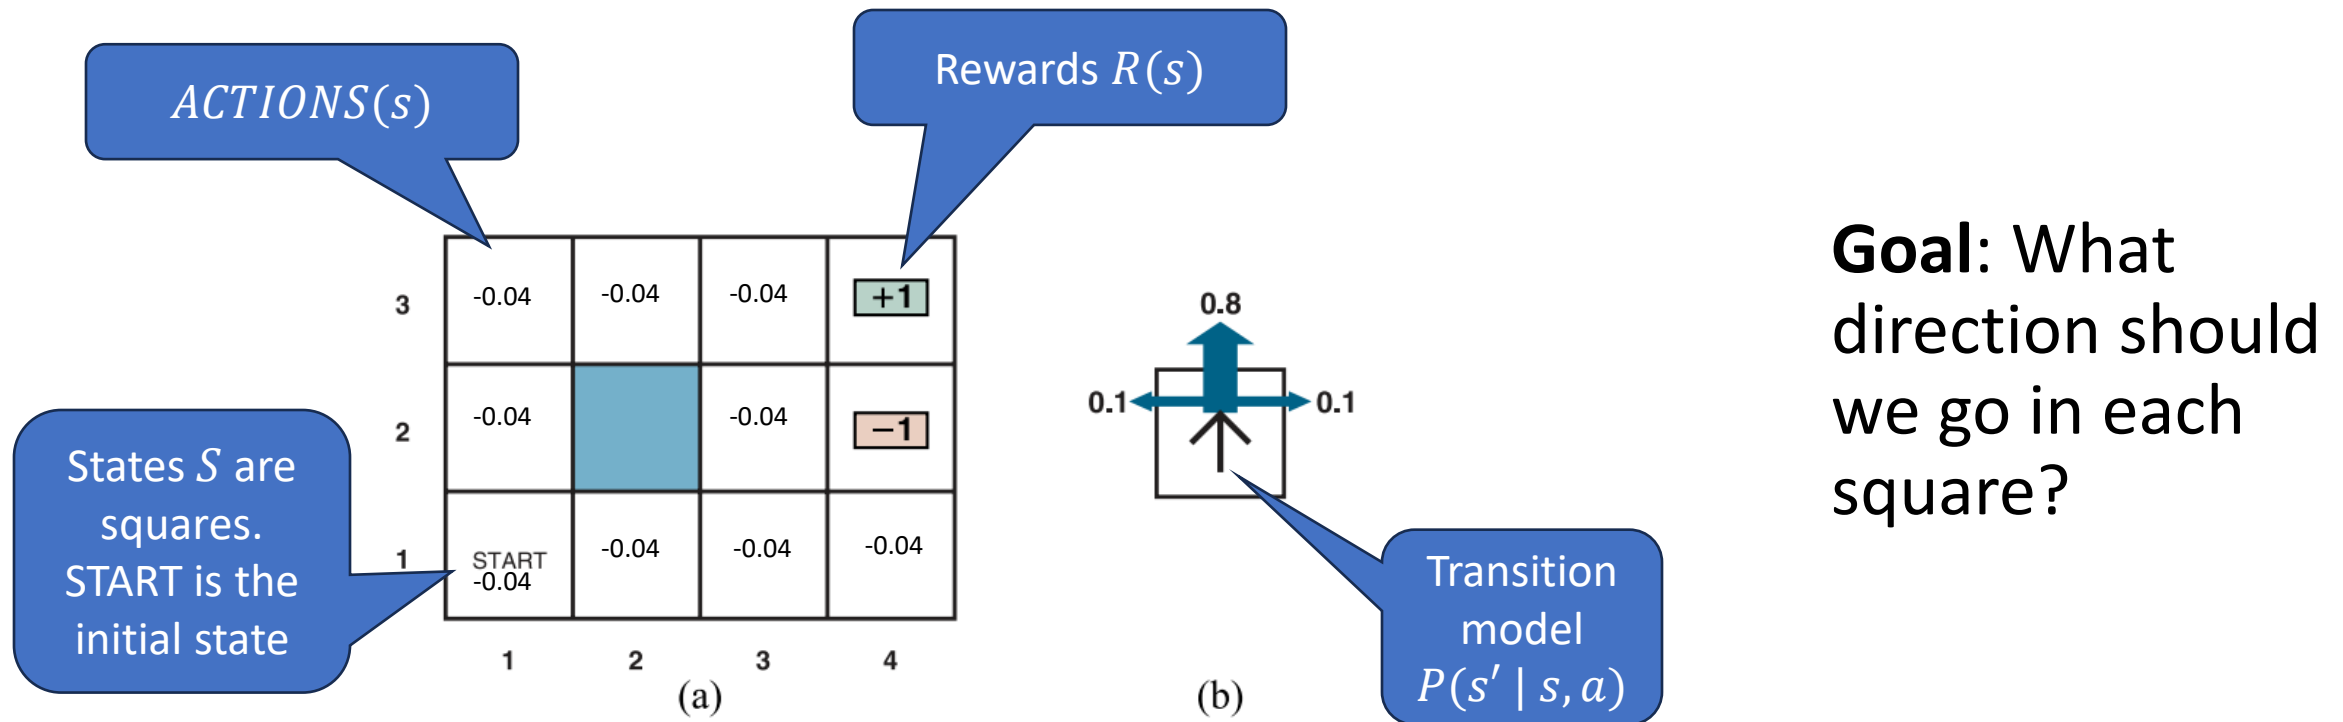 ACTIONS(s)
Rewards R(s)
3
-0.04
-0.04
-0.04
+1
2
-0.04
-0.04
−1
1
START
-0.04
-0.04
-0.04
-0.04
1
2
3
4
(a)
States S are
squares.
START is the
initial state
0.8
0.1
0.1
(b)
Transition
model
P(s′ | s, a)
Goal: What
direction should
we go in each
square?